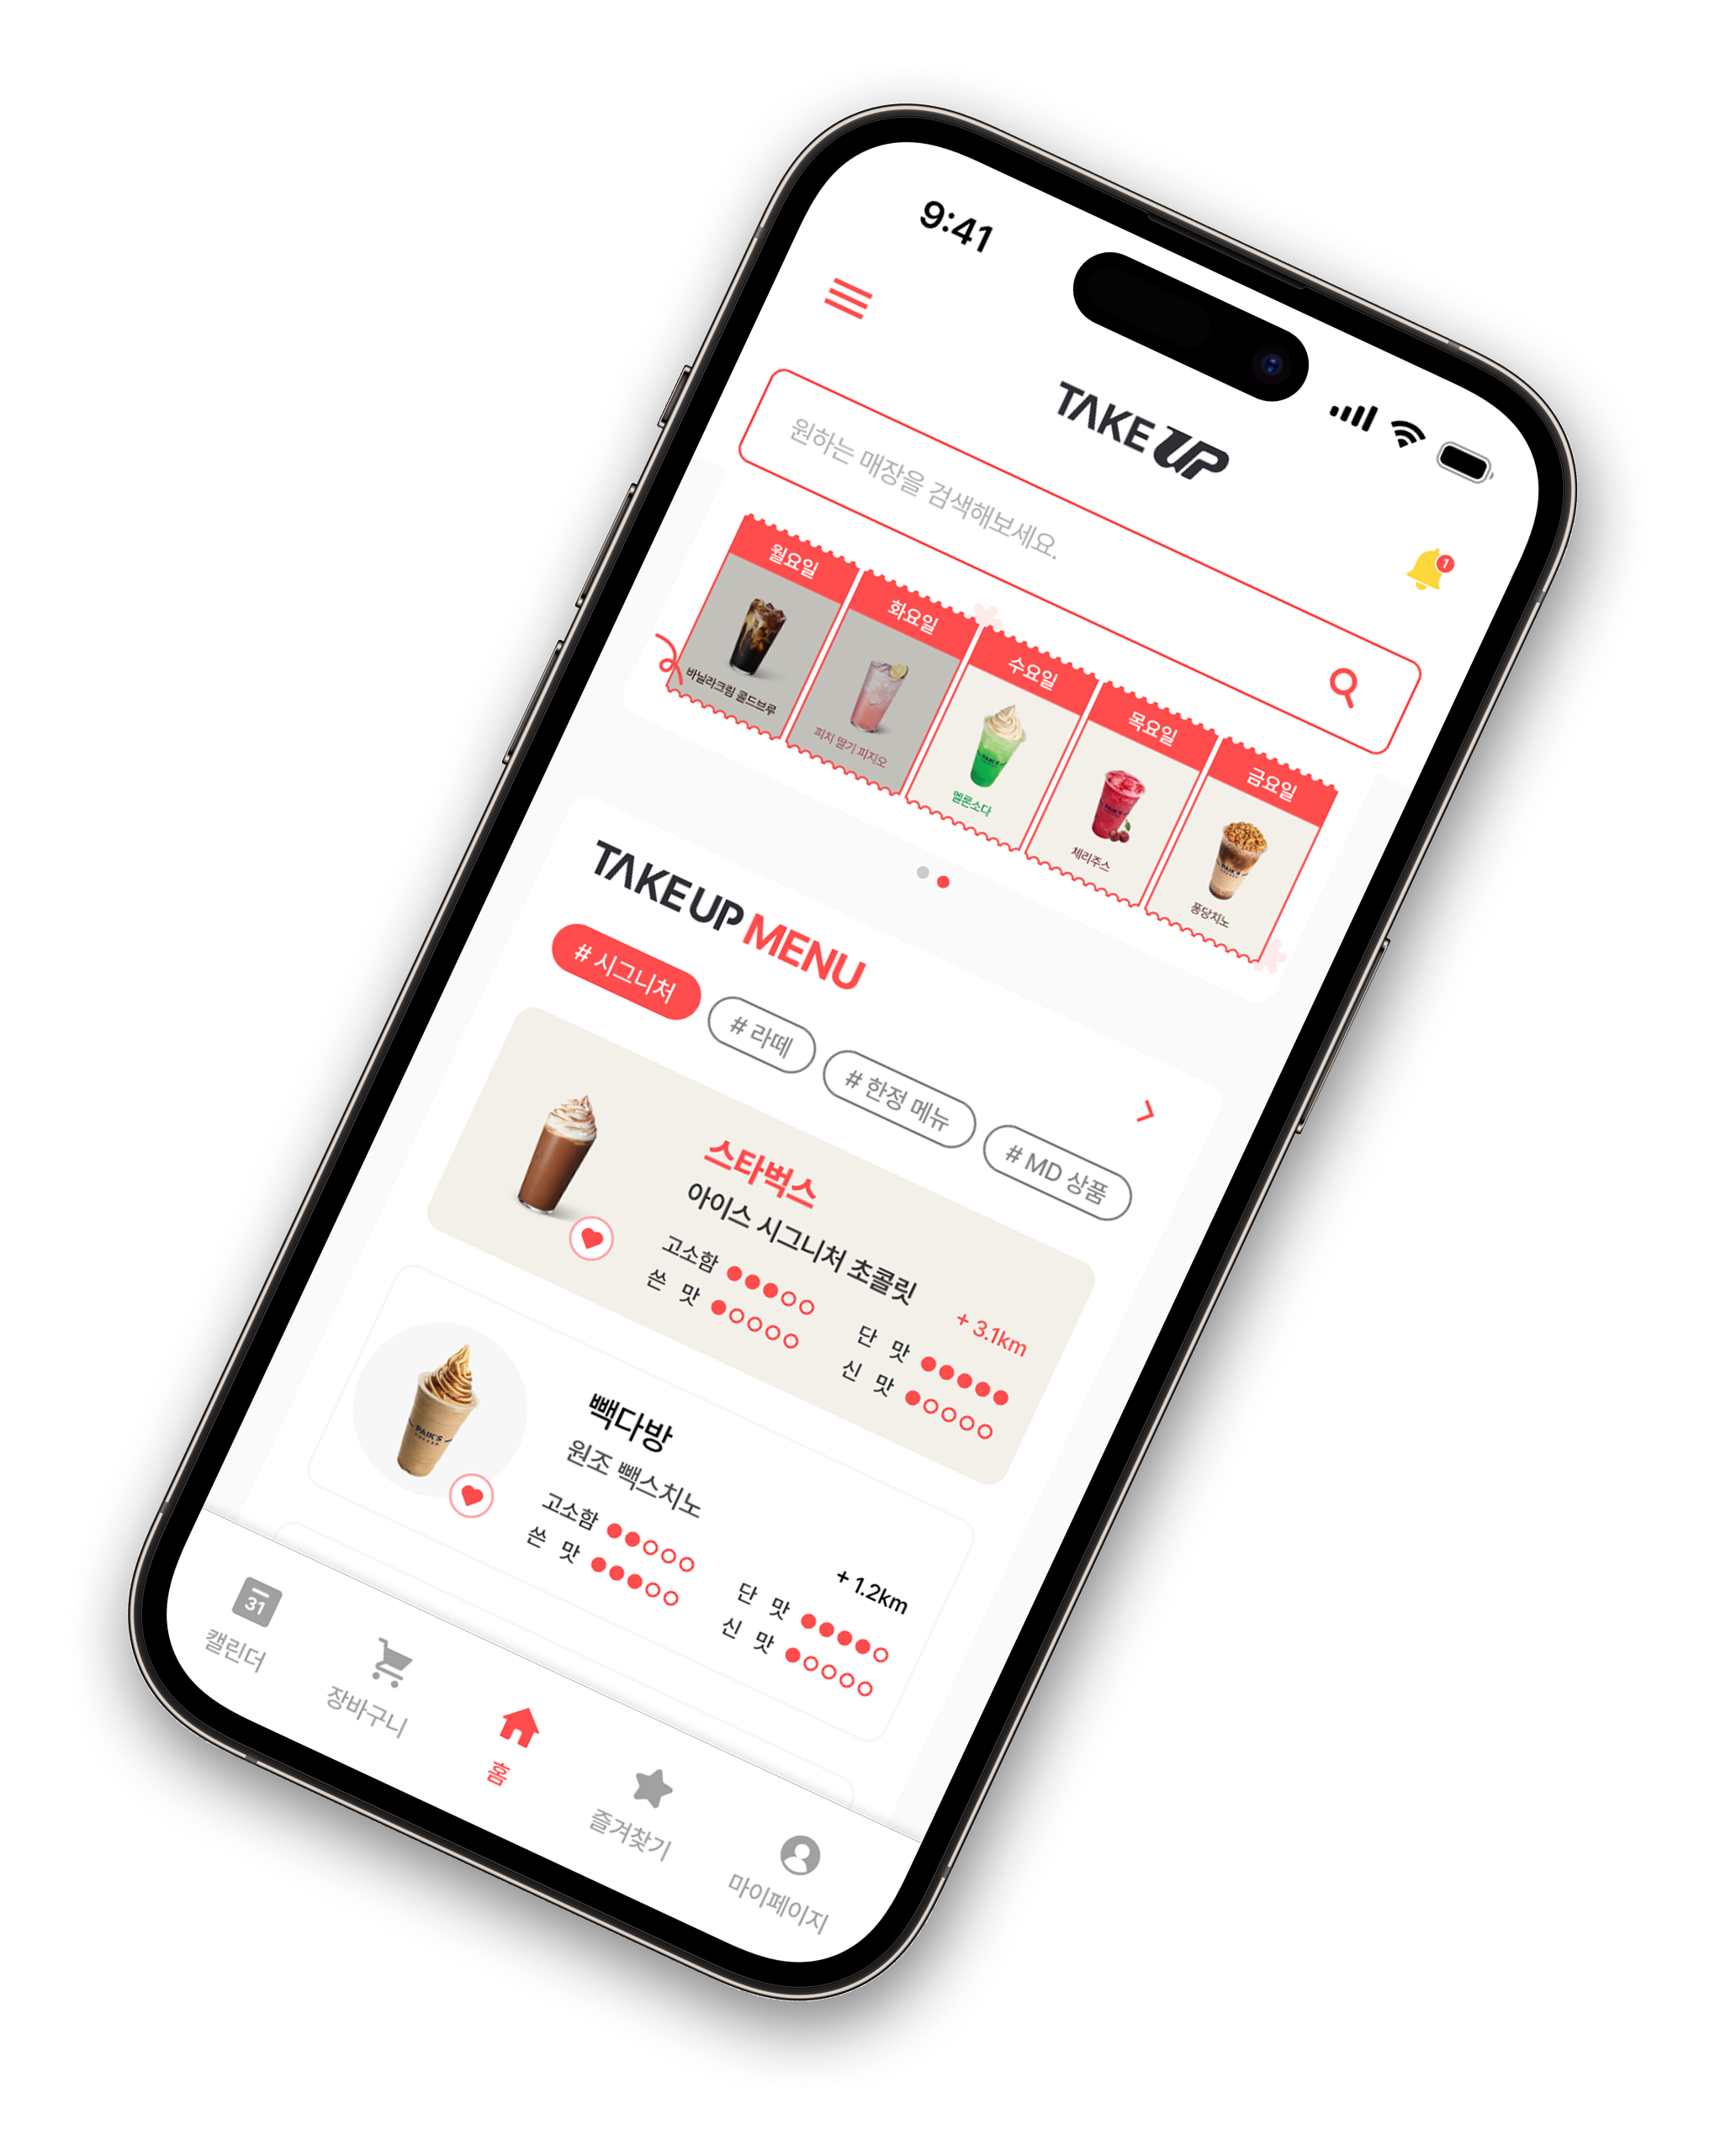 9:41
TAKE UP
1
원하는 매장을 검색해보세요.
월요일
바닐라크림 콜드브루
화요일
피치 딸기 피지오
수요일
멜론소다
목요일
체리주스
금요일
퐁당치노
TAKE UP MENU
# 시그니처
# 라떼
# 한정 메뉴
# MD 상품
스타벅스
아이스 시그니처 초콜릿
+ 3.1km
고소함
단 맛
쓴 맛
신 맛
빽다방
원조 빽스치노
PAIK'S
+ 1.2km
고소함
단 맛
쓴 맛
신 맛
31
캘린더
장바구니
홈
즐겨찾기
마이페이지